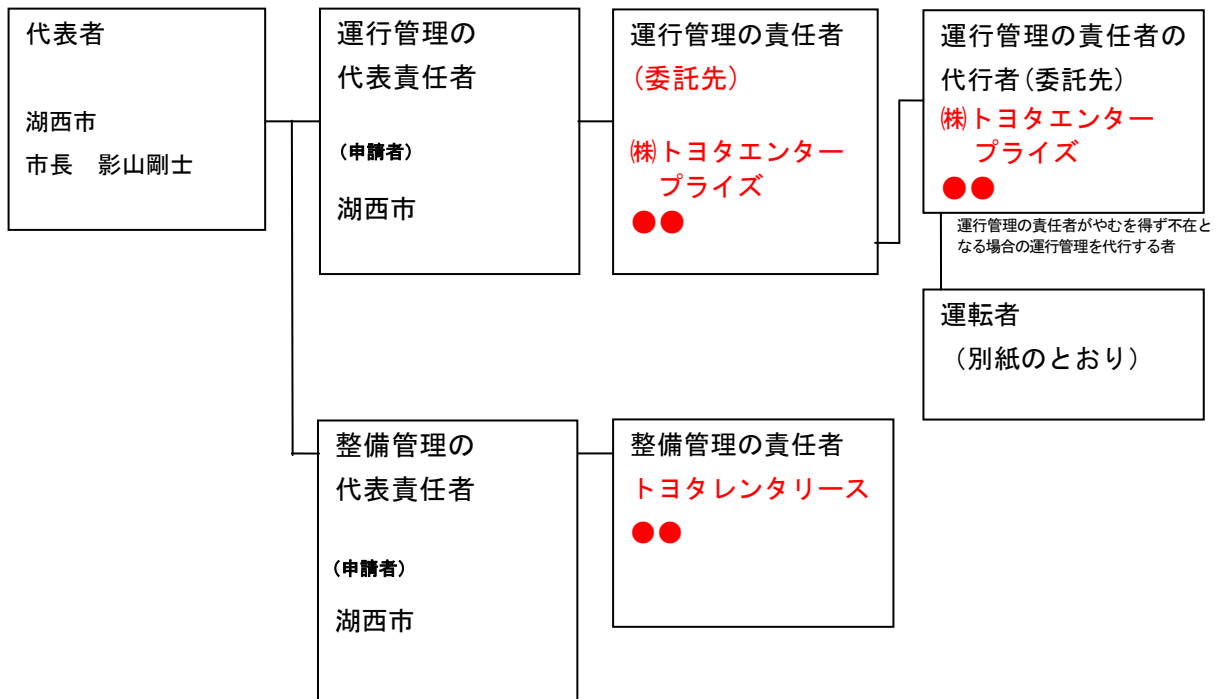 代表者
湖西市
市長　影山剛士
運行管理の
代表責任者
（申請者）
湖西市
運行管理の責任者
（委託先）
㈱トヨタエンター
プライズ
●●
運行管理の責任者の
代行者（委託先）
㈱トヨタエンター
プライズ
●●
運行管理の責任者がやむを得ず不在と
なる場合の運行管理を代行する者
運転者
（別紙のとおり）
整備管理の
代表責任者
（申請者）
湖西市
整備管理の責任者
トヨタレンタリース
●●